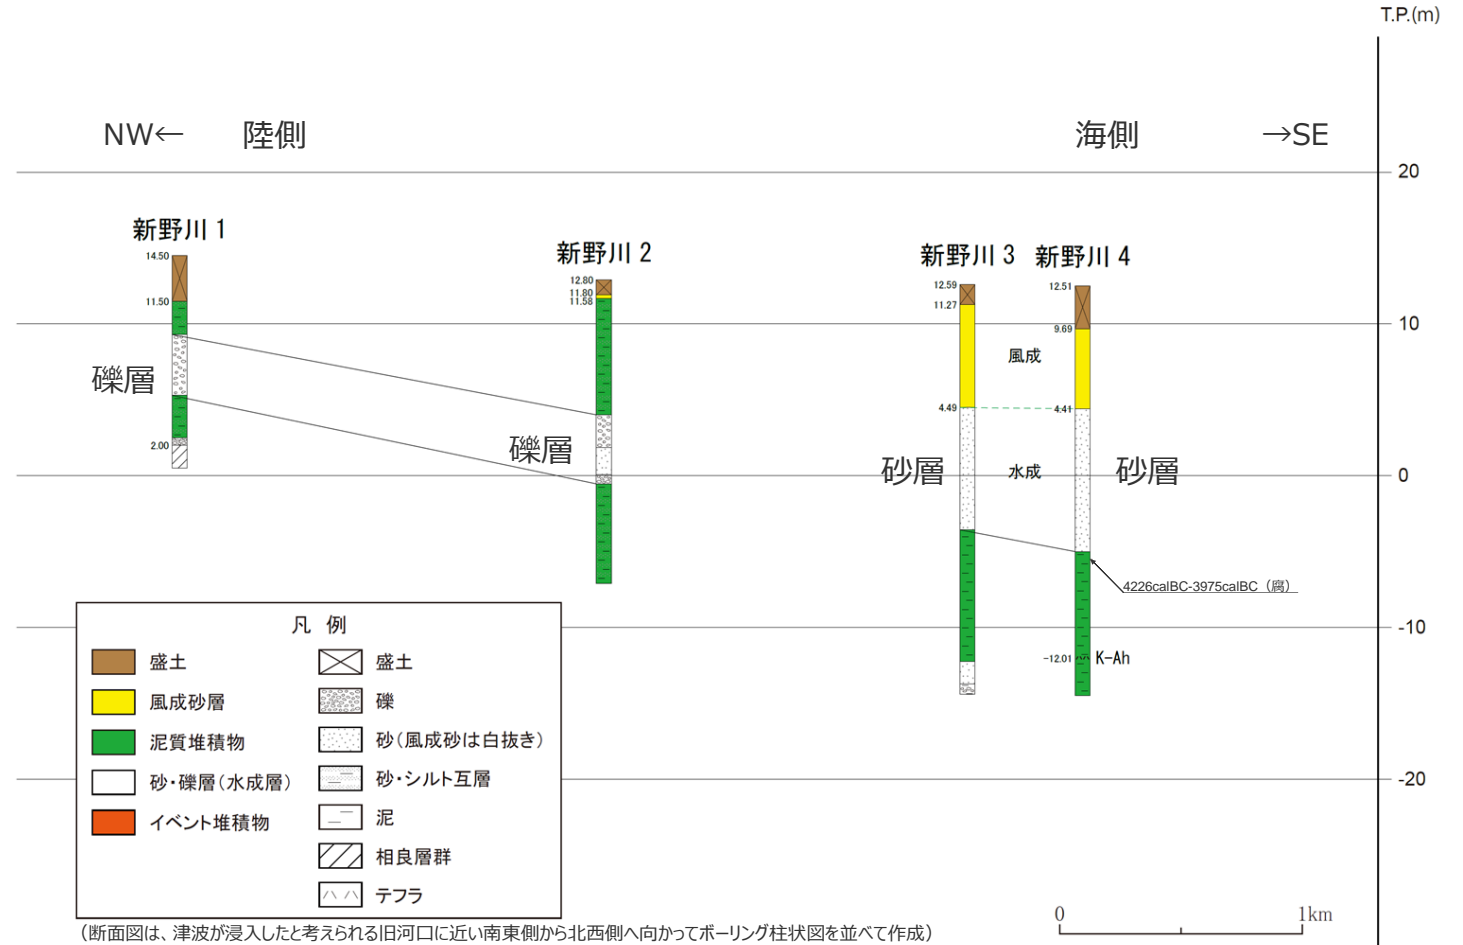 T.P.(m)
NW← 陸側 海側 →SE
20
新野川 1
14.50
11.50
礫層
2.00
新野川 2
12.80
11.80
11.58
礫層
新野川 3
12.59
11.27
4.49
砂層
新野川 4
12.51
9.69
4.41
砂層
風成
水成
10
0
4226calBC-3975calBC（腐）
-10
-12.01 K-Ah
-20
凡 例
盛土 盛土
風成砂層 礫
泥質堆積物 砂(風成砂は白抜き)
砂・礫層(水成層) 砂・シルト互層
イベント堆積物 泥
相良層群
テフラ
0 1km
（断面図は、津波が浸入したと考えられる旧河口に近い南東側から北西側へ向かってボーリング柱状図を並べて作成）